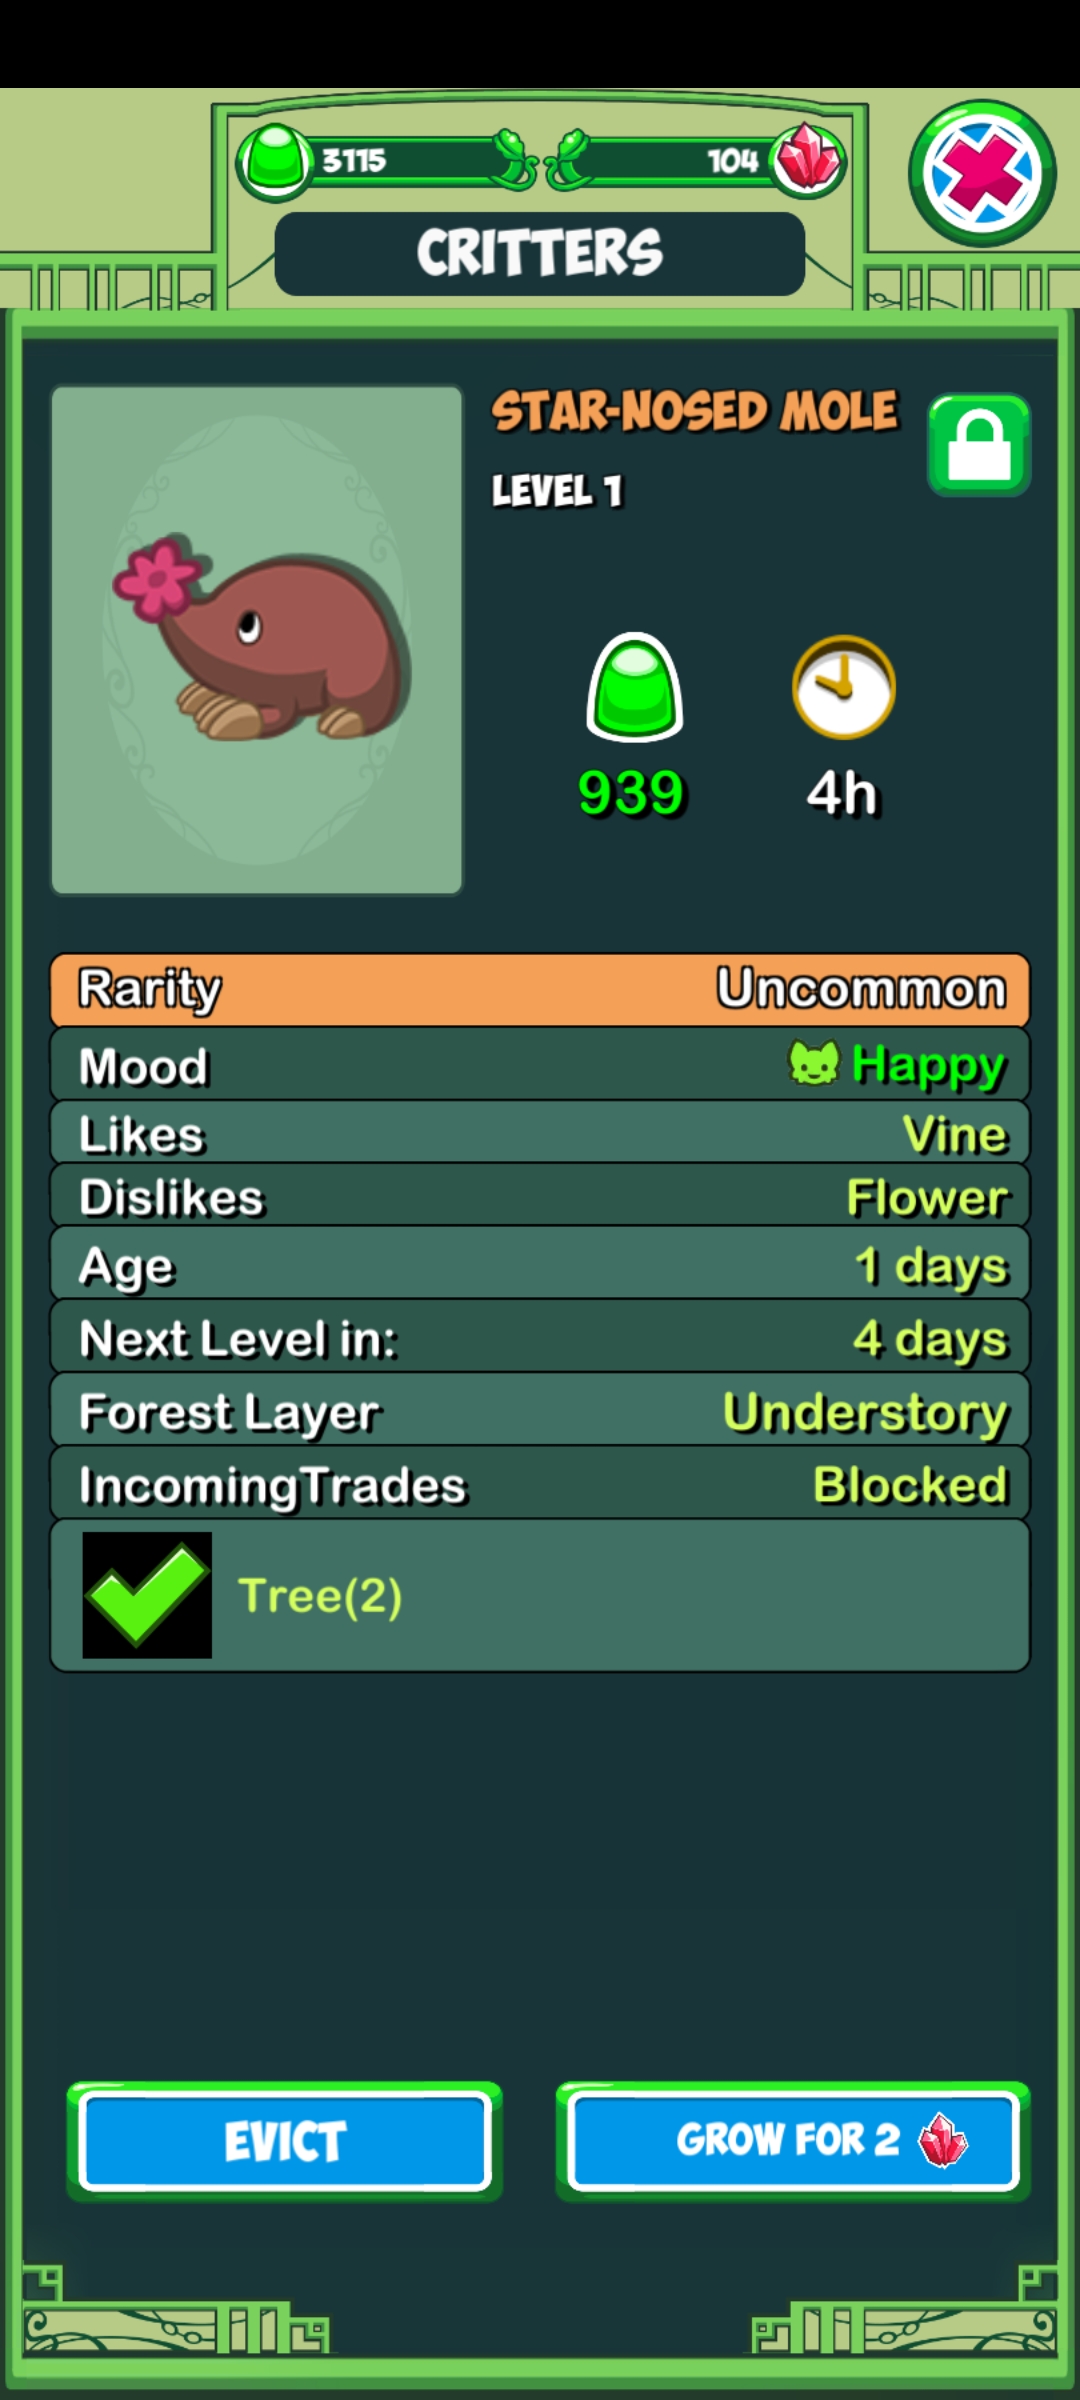 3115
104
CRITTERS
STAR-NOSED MOLE
LEVEL 1
939
4h
Rarity Uncommon
Mood Happy
Likes Vine
Dislikes Flower
Age 1 days
Next Level in: 4 days
Forest Layer Understory
IncomingTrades Blocked
Tree(2)
EVICT
GROW FOR 2